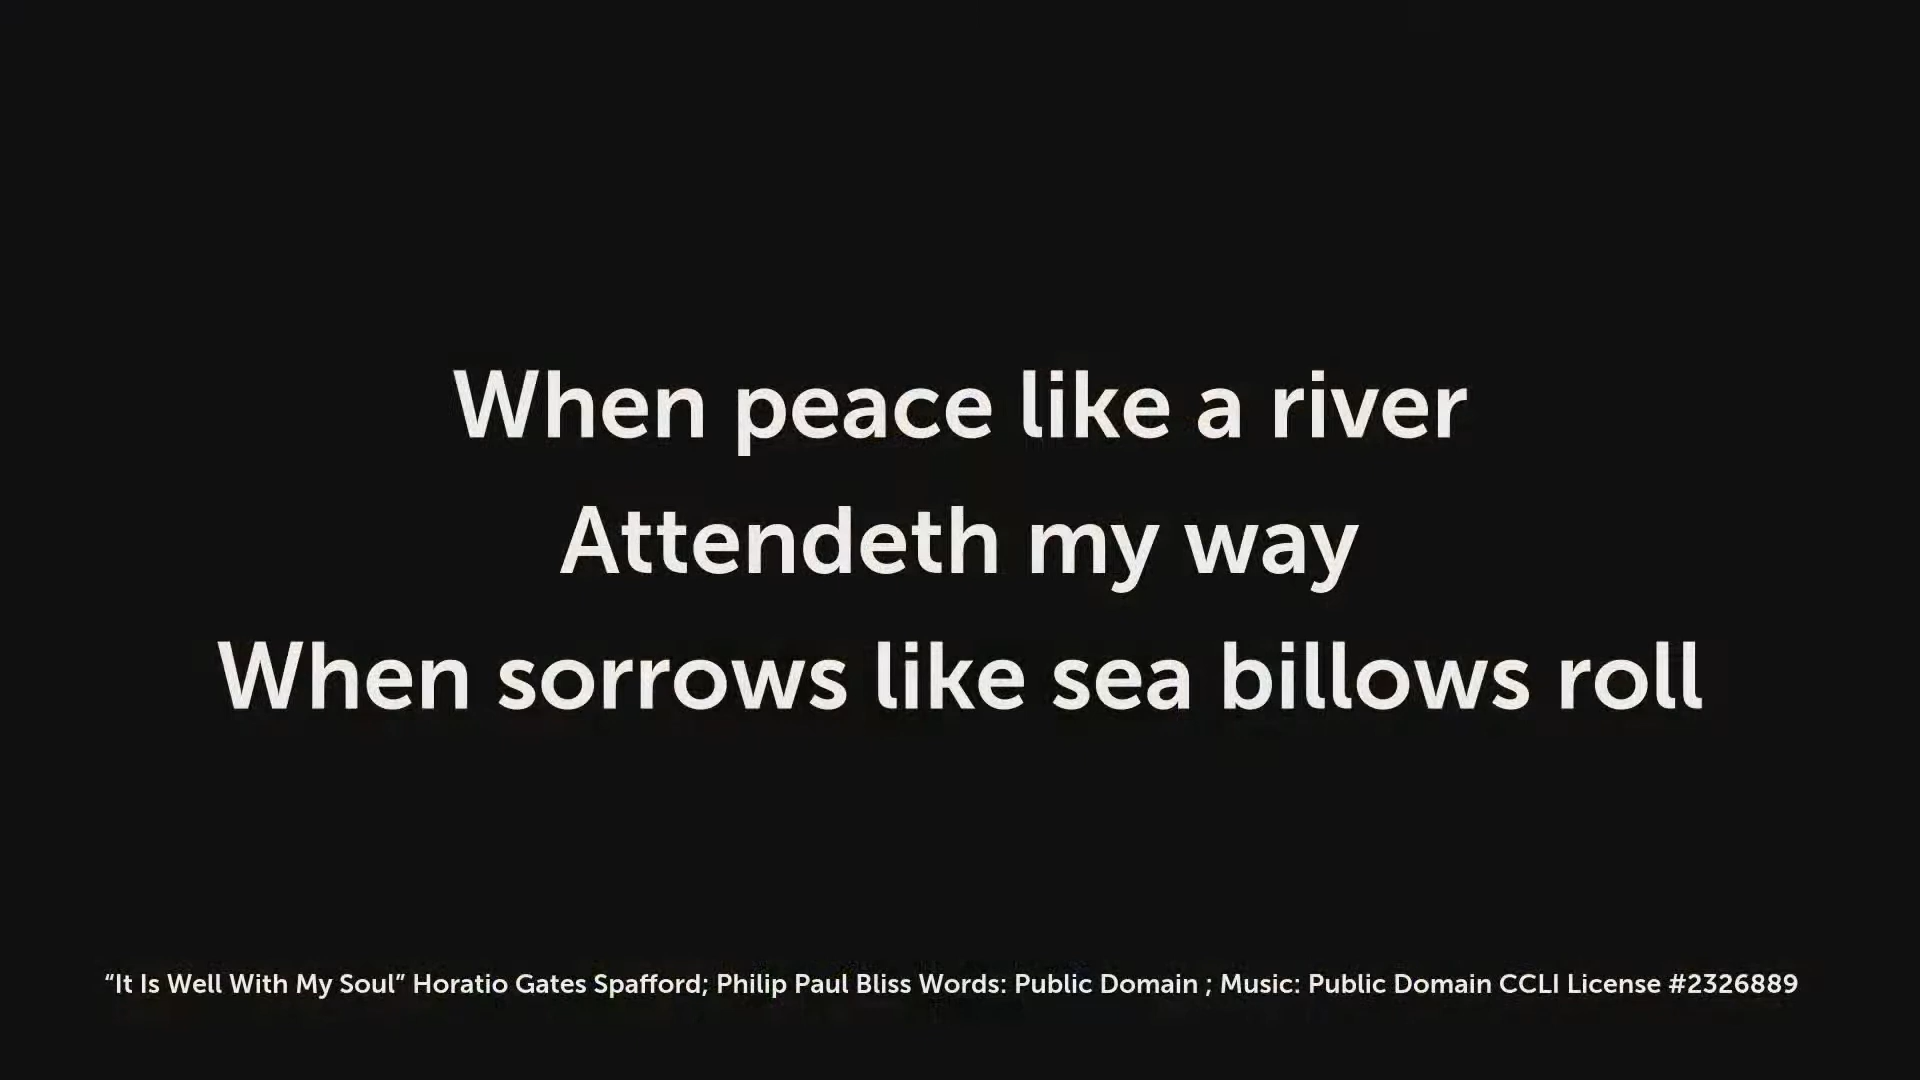 When peace like a river
Attendeth my way
When sorrows like sea billows roll
“It Is Well With My Soul” Horatio Gates Spafford; Philip Paul Bliss Words: Public Domain ; Music: Public Domain CCLI License #2326889